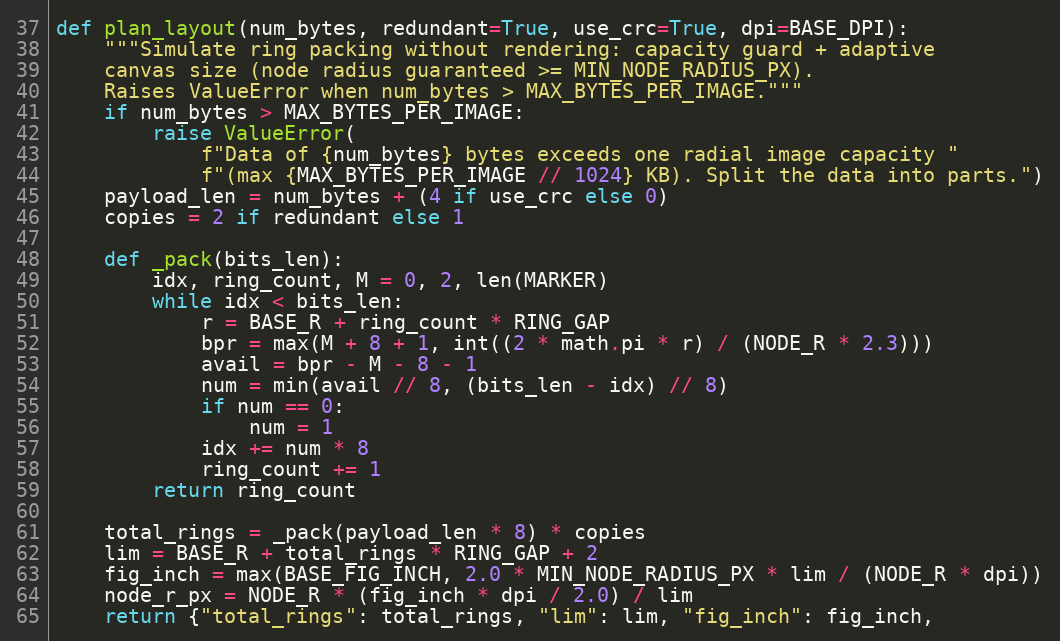 37 def plan_layout(num_bytes, redundant=True, use_crc=True, dpi=BASE_DPI):
38     """Simulate ring packing without rendering: capacity guard + adaptive
39     canvas size (node radius guaranteed >= MIN_NODE_RADIUS_PX).
40     Raises ValueError when num_bytes > MAX_BYTES_PER_IMAGE."""
41     if num_bytes > MAX_BYTES_PER_IMAGE:
42         raise ValueError(
43             f"Data of {num_bytes} bytes exceeds one radial image capacity "
44             f"(max {MAX_BYTES_PER_IMAGE // 1024} KB). Split the data into parts.")
45     payload_len = num_bytes + (4 if use_crc else 0)
46     copies = 2 if redundant else 1
47
48     def _pack(bits_len):
49         idx, ring_count, M = 0, 2, len(MARKER)
50         while idx < bits_len:
51             r = BASE_R + ring_count * RING_GAP
52             bpr = max(M + 8 + 1, int((2 * math.pi * r) / (NODE_R * 2.3)))
53             avail = bpr - M - 8 - 1
54             num = min(avail // 8, (bits_len - idx) // 8)
55             if num == 0:
56                 num = 1
57             idx += num * 8
58             ring_count += 1
59         return ring_count
60
61     total_rings = _pack(payload_len * 8) * copies
62     lim = BASE_R + total_rings * RING_GAP + 2
63     fig_inch = max(BASE_FIG_INCH, 2.0 * MIN_NODE_RADIUS_PX * lim / (NODE_R * dpi))
64     node_r_px = NODE_R * (fig_inch * dpi / 2.0) / lim
65     return {"total_rings": total_rings, "lim": lim, "fig_inch": fig_inch,